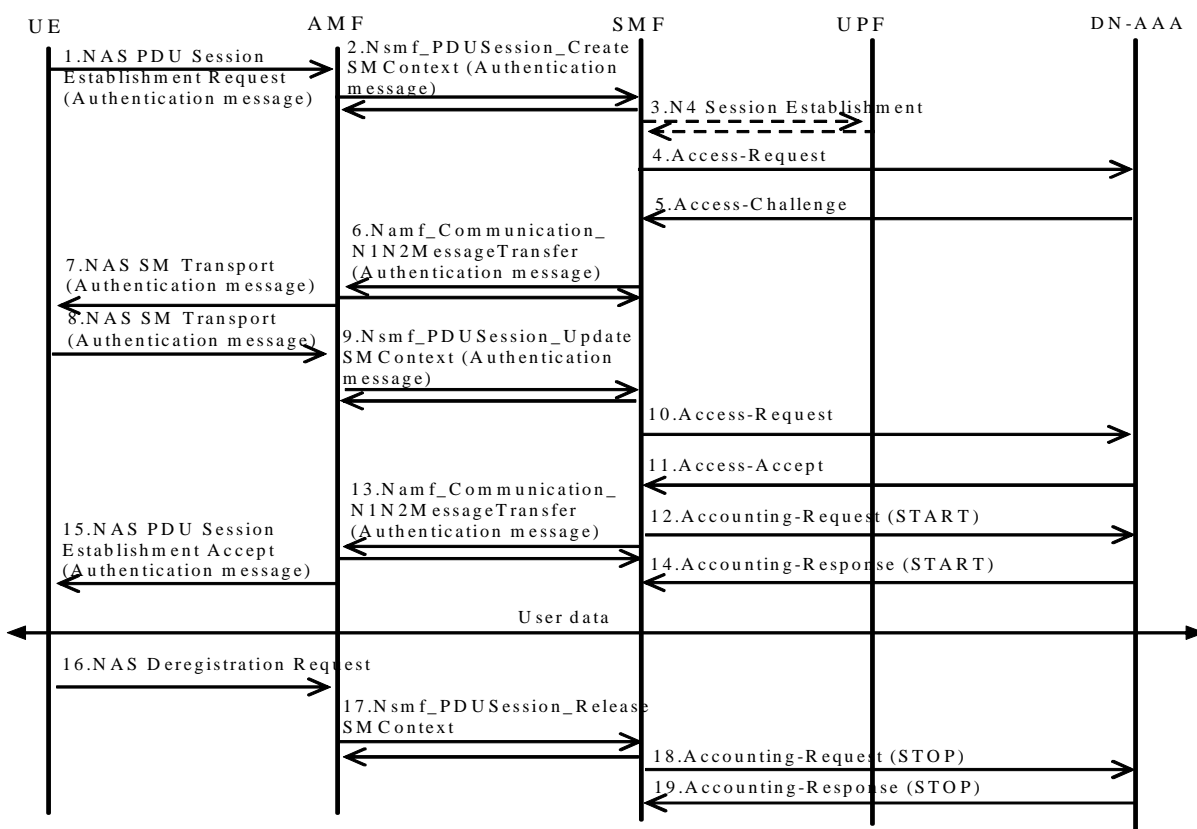 UE
AMF
SMF
UPF
DN-AAA
1.NAS PDU Session
Establishment Request
(Authentication message)
2.Nsmf_PDUSession_Create
SMContext (Authentication
message)
3.N4 Session Establishment
4.Access-Request
5.Access-Challenge
6.Namf_Communication_
N1N2MessageTransfer
(Authentication message)
7.NAS SM Transport
(Authentication message)
8.NAS SM Transport
(Authentication message)
9.Nsmf_PDUSession_Update
SMContext (Authentication
message)
10.Access-Request
11.Access-Accept
12.Accounting-Request (START)
13.Namf_Communication_
N1N2MessageTransfer
(Authentication message)
14.Accounting-Response (START)
15.NAS PDU Session
Establishment Accept
(Authentication message)
User data
16.NAS Deregistration Request
17.Nsmf_PDUSession_Release
SMContext
18.Accounting-Request (STOP)
19.Accounting-Response (STOP)